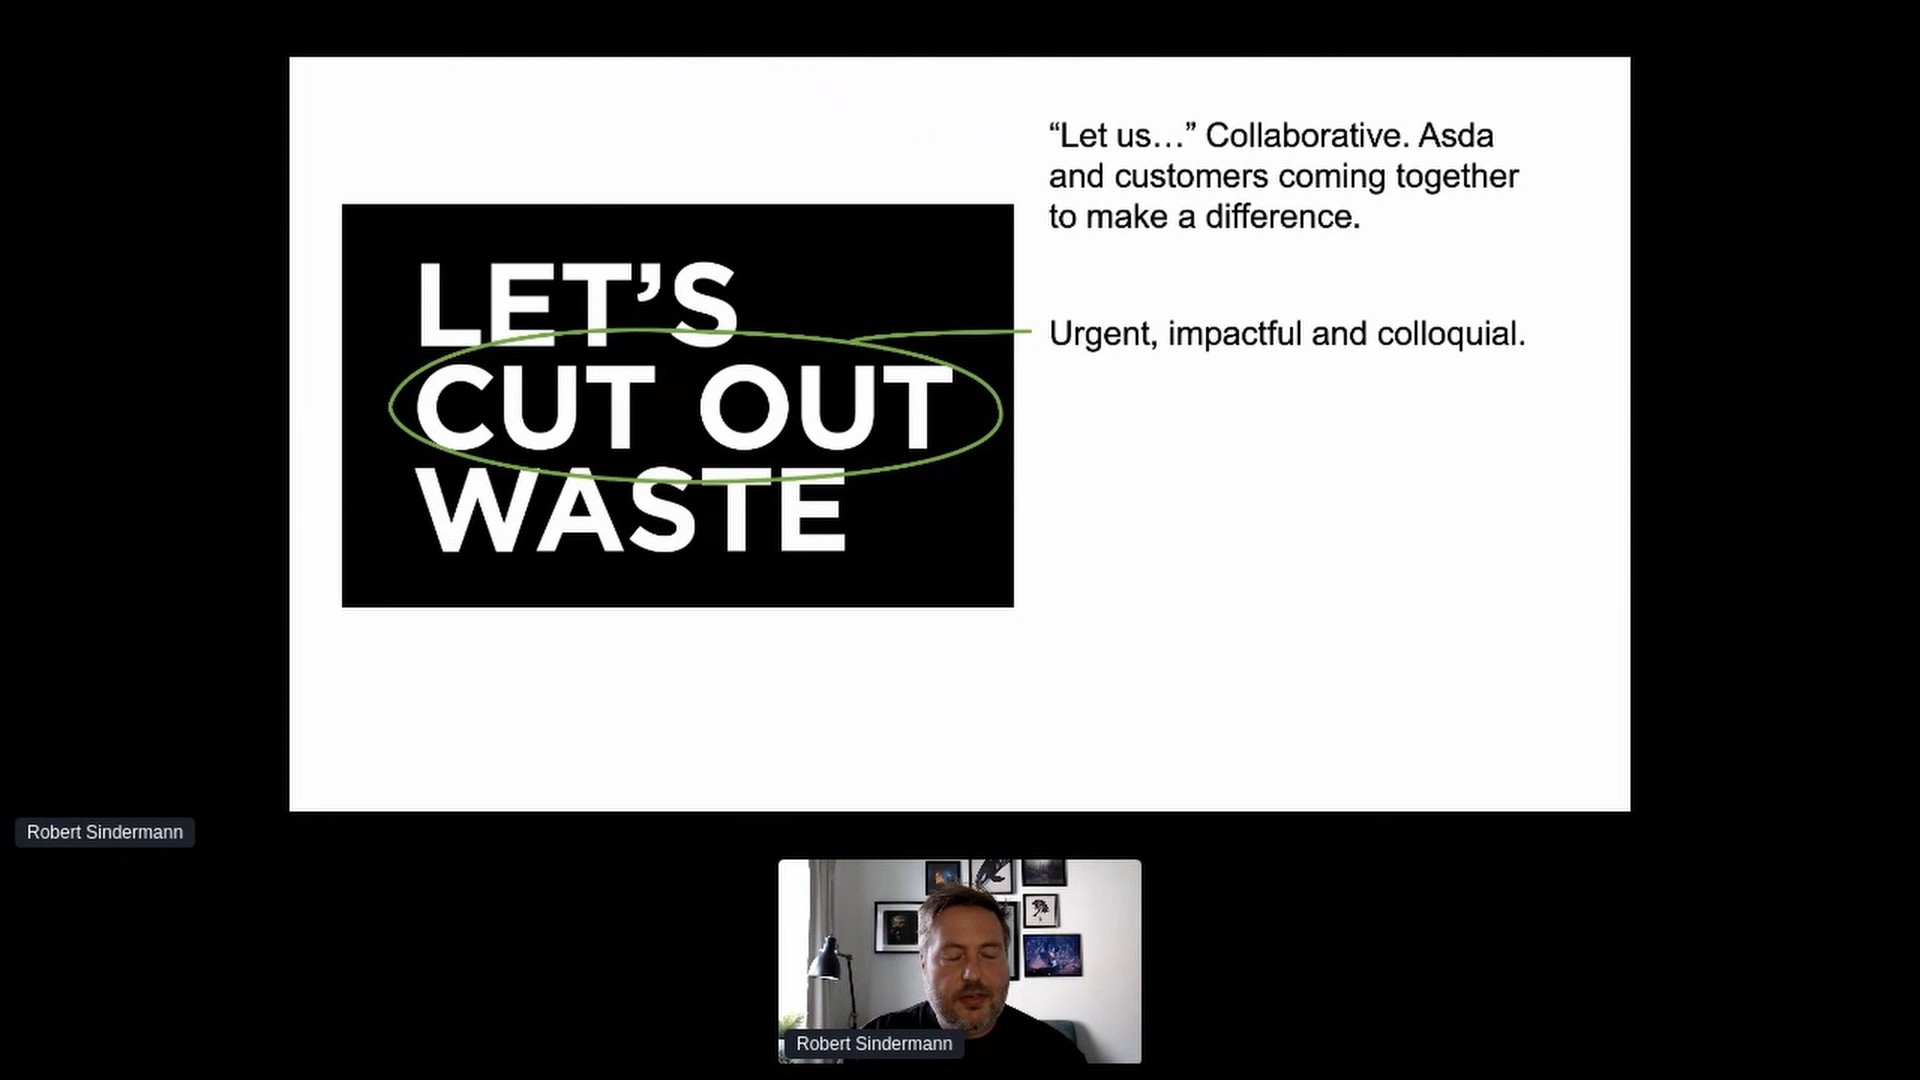 “Let us…” Collaborative. Asda
and customers coming together
to make a difference.
LET’S
CUT OUT
WASTE
Urgent, impactful and colloquial.
Robert Sindermann
Robert Sindermann